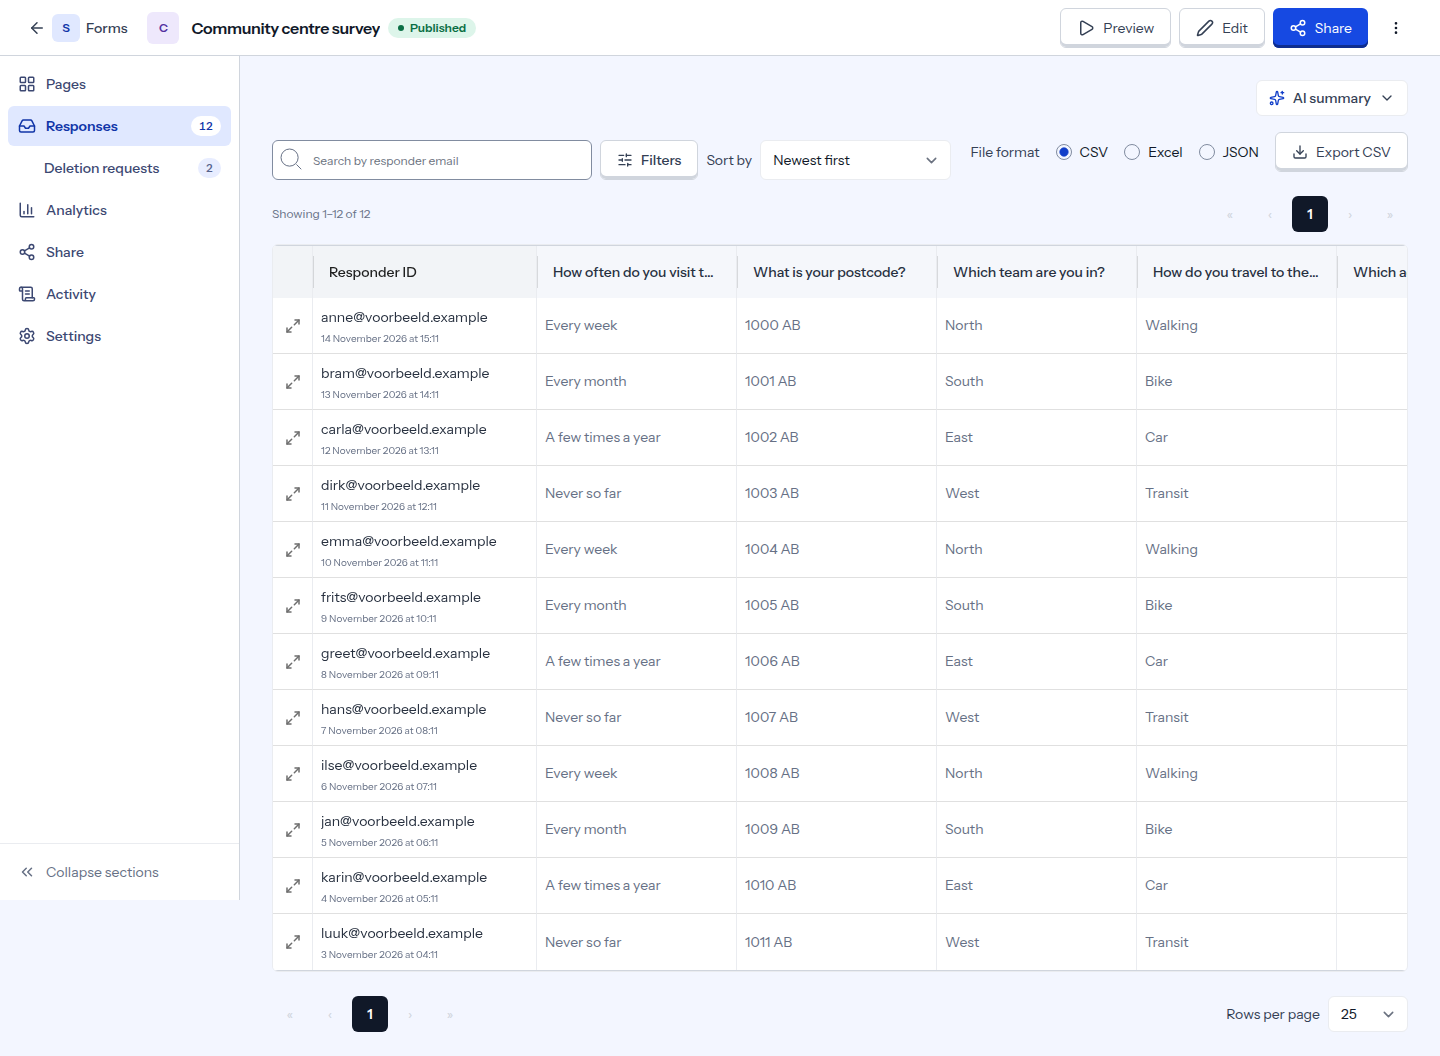 S Forms C Community centre survey Published Preview Edit Share
Pages
Responses 12
Deletion requests 2
Analytics
Share
Activity
Settings
Collapse sections
AI summary
Search by responder email Filters Sort by Newest first File format CSV Excel JSON Export CSV
Showing 1–12 of 12 « ‹ 1 › »
Responder ID How often do you visit t... What is your postcode? Which team are you in? How do you travel to the... Which a
anne@voorbeeld.example Every week 1000 AB North Walking
14 November 2026 at 15:11
bram@voorbeeld.example Every month 1001 AB South Bike
13 November 2026 at 14:11
carla@voorbeeld.example A few times a year 1002 AB East Car
12 November 2026 at 13:11
dirk@voorbeeld.example Never so far 1003 AB West Transit
11 November 2026 at 12:11
emma@voorbeeld.example Every week 1004 AB North Walking
10 November 2026 at 11:11
frits@voorbeeld.example Every month 1005 AB South Bike
9 November 2026 at 10:11
greet@voorbeeld.example A few times a year 1006 AB East Car
8 November 2026 at 09:11
hans@voorbeeld.example Never so far 1007 AB West Transit
7 November 2026 at 08:11
ilse@voorbeeld.example Every week 1008 AB North Walking
6 November 2026 at 07:11
jan@voorbeeld.example Every month 1009 AB South Bike
5 November 2026 at 06:11
karin@voorbeeld.example A few times a year 1010 AB East Car
4 November 2026 at 05:11
luuk@voorbeeld.example Never so far 1011 AB West Transit
3 November 2026 at 04:11
« ‹ 1 › » Rows per page 25